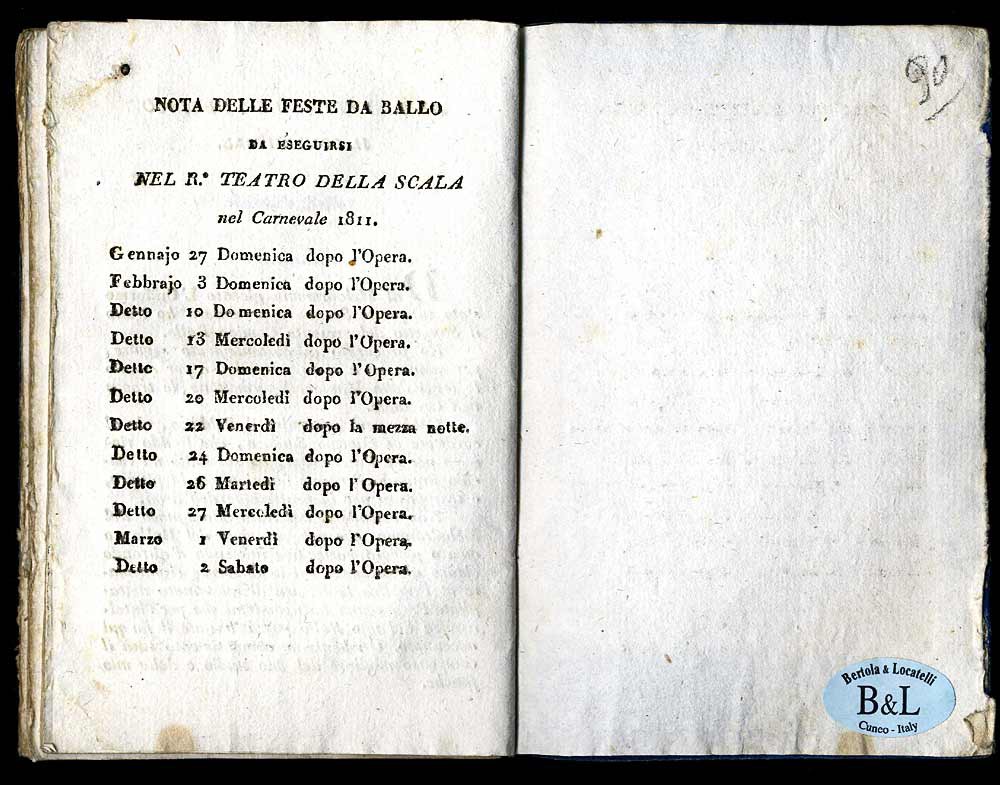 NOTA DELLE FESTE DA BALLO
DA ESEGUIRSI
NEL R.º TEATRO DELLA SCALA
nel Carnevale 1811.
Gennajo 27 Domenica dopo l'Opera.
Febbrajo 3 Domenica dopo l'Opera.
Detto 10 Domenica dopo l'Opera.
Detto 13 Mercoledì dopo l'Opera.
Detto 17 Domenica dopo l'Opera.
Detto 20 Mercoledì dopo l'Opera.
Detto 22 Venerdì dopo la mezza notte.
Detto 24 Domenica dopo l'Opera.
Detto 26 Martedì dopo l'Opera.
Detto 27 Mercoledì dopo l'Opera.
Marzo 1 Venerdì dopo l'Opera.
Detto 2 Sabato dopo l'Opera.
90
Bertola & Locatelli
B&L
Cuneo - Italy